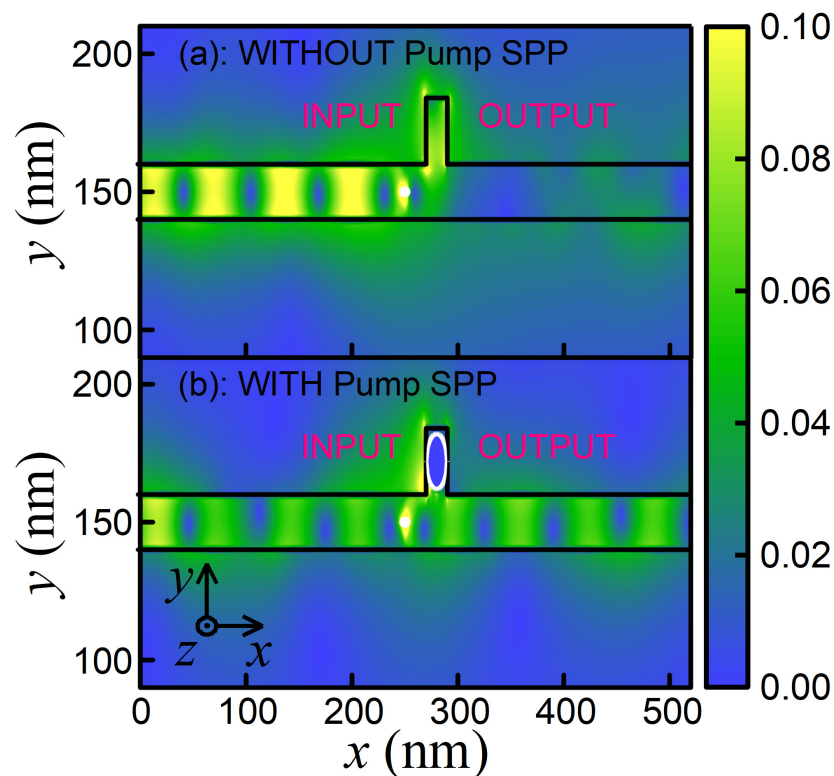 200
(a): WITHOUT Pump SPP
INPUT OUTPUT
150
y (nm)
100
200
(b): WITH Pump SPP
INPUT OUTPUT
150
y (nm)
y
z x
100
0 100 200 300 400 500
x (nm)
0.10
0.08
0.06
0.04
0.02
0.00